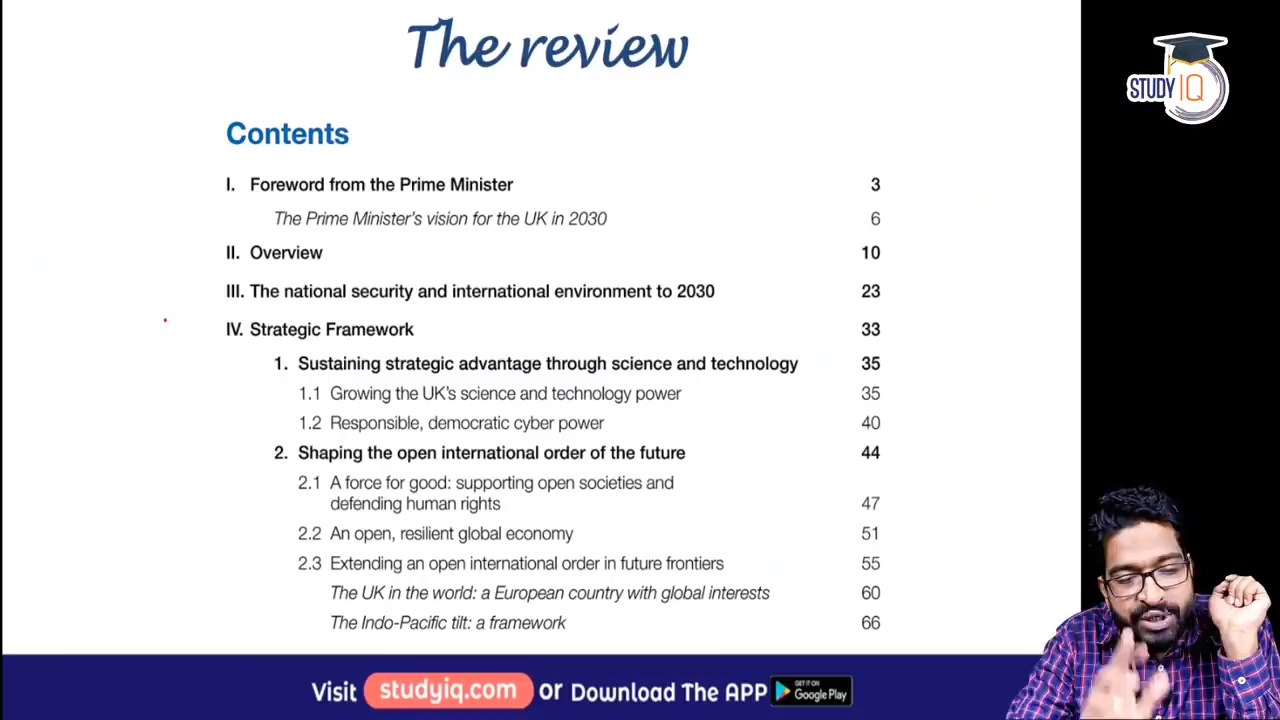 The review
STUDY IQ
Contents
I. Foreword from the Prime Minister 3
The Prime Minister's vision for the UK in 2030 6
II. Overview 10
III. The national security and international environment to 2030 23
IV. Strategic Framework 33
1. Sustaining strategic advantage through science and technology 35
1.1 Growing the UK's science and technology power 35
1.2 Responsible, democratic cyber power 40
2. Shaping the open international order of the future 44
2.1 A force for good: supporting open societies and
defending human rights 47
2.2 An open, resilient global economy 51
2.3 Extending an open international order in future frontiers 55
The UK in the world: a European country with global interests 60
The Indo-Pacific tilt: a framework 66
Visit studyiq.com or Download The APP GET IT ON Google Play